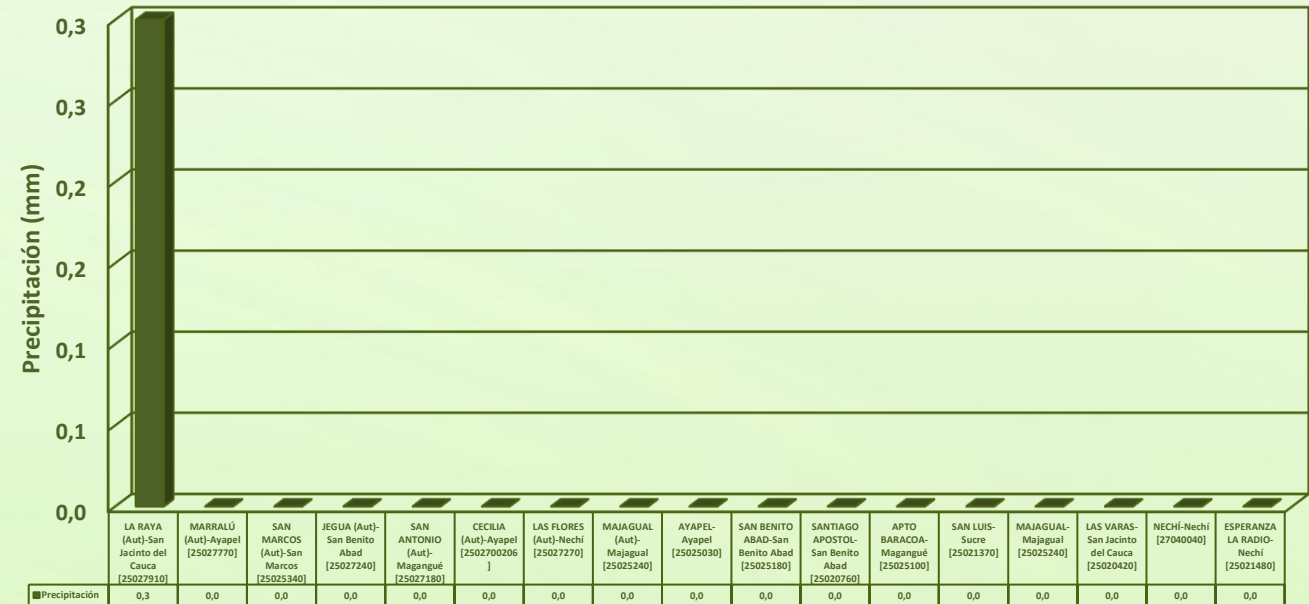 Precipitación (mm)
0,3
0,3
0,2
0,2
0,1
0,1
0,0
LA RAYA
(Aut)-San
Jacinto del
Cauca
[25027910]
MARRALÚ
(Aut)-Ayapel
[25027770]
SAN
MARCOS
(Aut)-San
Marcos
[25025340]
JEGUA (Aut)-
San Benito
Abad
[25027240]
SAN
ANTONIO
(Aut)-
Magangué
[25027180]
CECILIA
(Aut)-Ayapel
[2502700206
]
LAS FLORES
(Aut)-Nechí
[25027270]
MAJAGUAL
(Aut)-
Majagual
[25025240]
AYAPEL-
Ayapel
[25025030]
SAN BENITO
ABAD-San
Benito Abad
[25025180]
SANTIAGO
APOSTOL-
San Benito
Abad
[25020760]
APTO
BARACOA-
Magangué
[25025100]
SAN LUIS-
Sucre
[25021370]
MAJAGUAL-
Majagual
[25025240]
LAS VARAS-
San Jacinto
del Cauca
[25020420]
NECHÍ-Nechí
[27040040]
ESPERANZA
LA RADIO-
Nechí
[25021480]
Precipitación 0,3 0,0 0,0 0,0 0,0 0,0 0,0 0,0 0,0 0,0 0,0 0,0 0,0 0,0 0,0 0,0 0,0